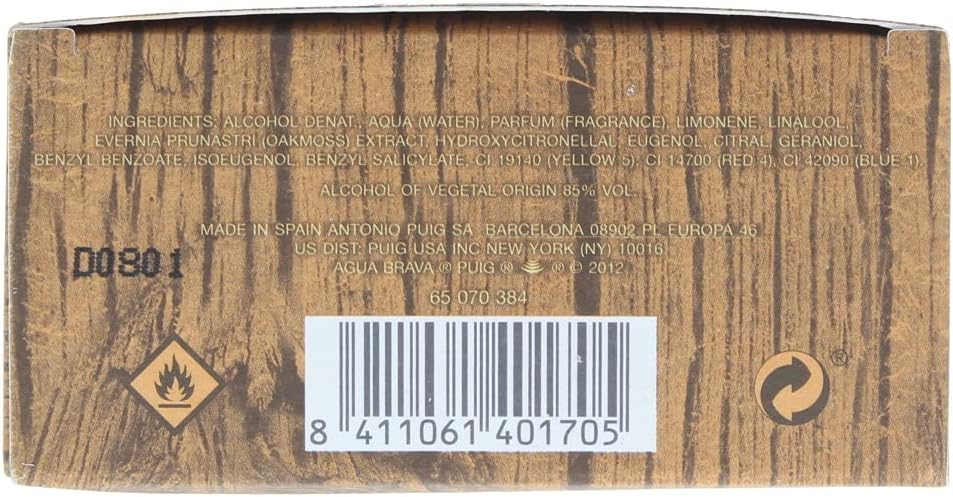 INGREDIENTS: ALCOHOL DENAT., AQUA (WATER), PARFUM (FRAGRANCE), LIMONENE, LINALOOL,
EVERNIA PRUNASTRI (OAKMOSS) EXTRACT, HYDROXYCITRONELLAL, EUGENOL, CITRAL, GERANIOL,
BENZYL BENZOATE, ISOEUGENOL, BENZYL SALICYLATE, CI 19140 (YELLOW 5), CI 14700 (RED 4), CI 42090 (BLUE 1).
ALCOHOL OF VEGETAL ORIGIN 85% VOL.
MADE IN SPAIN ANTONIO PUIG SA BARCELONA 08902 PL EUROPA 46
US DIST: PUIG USA INC NEW YORK (NY) 10016
AGUA BRAVA ® PUIG ® ® © 2012
D0801
65 070 384
®
8 411061 401705